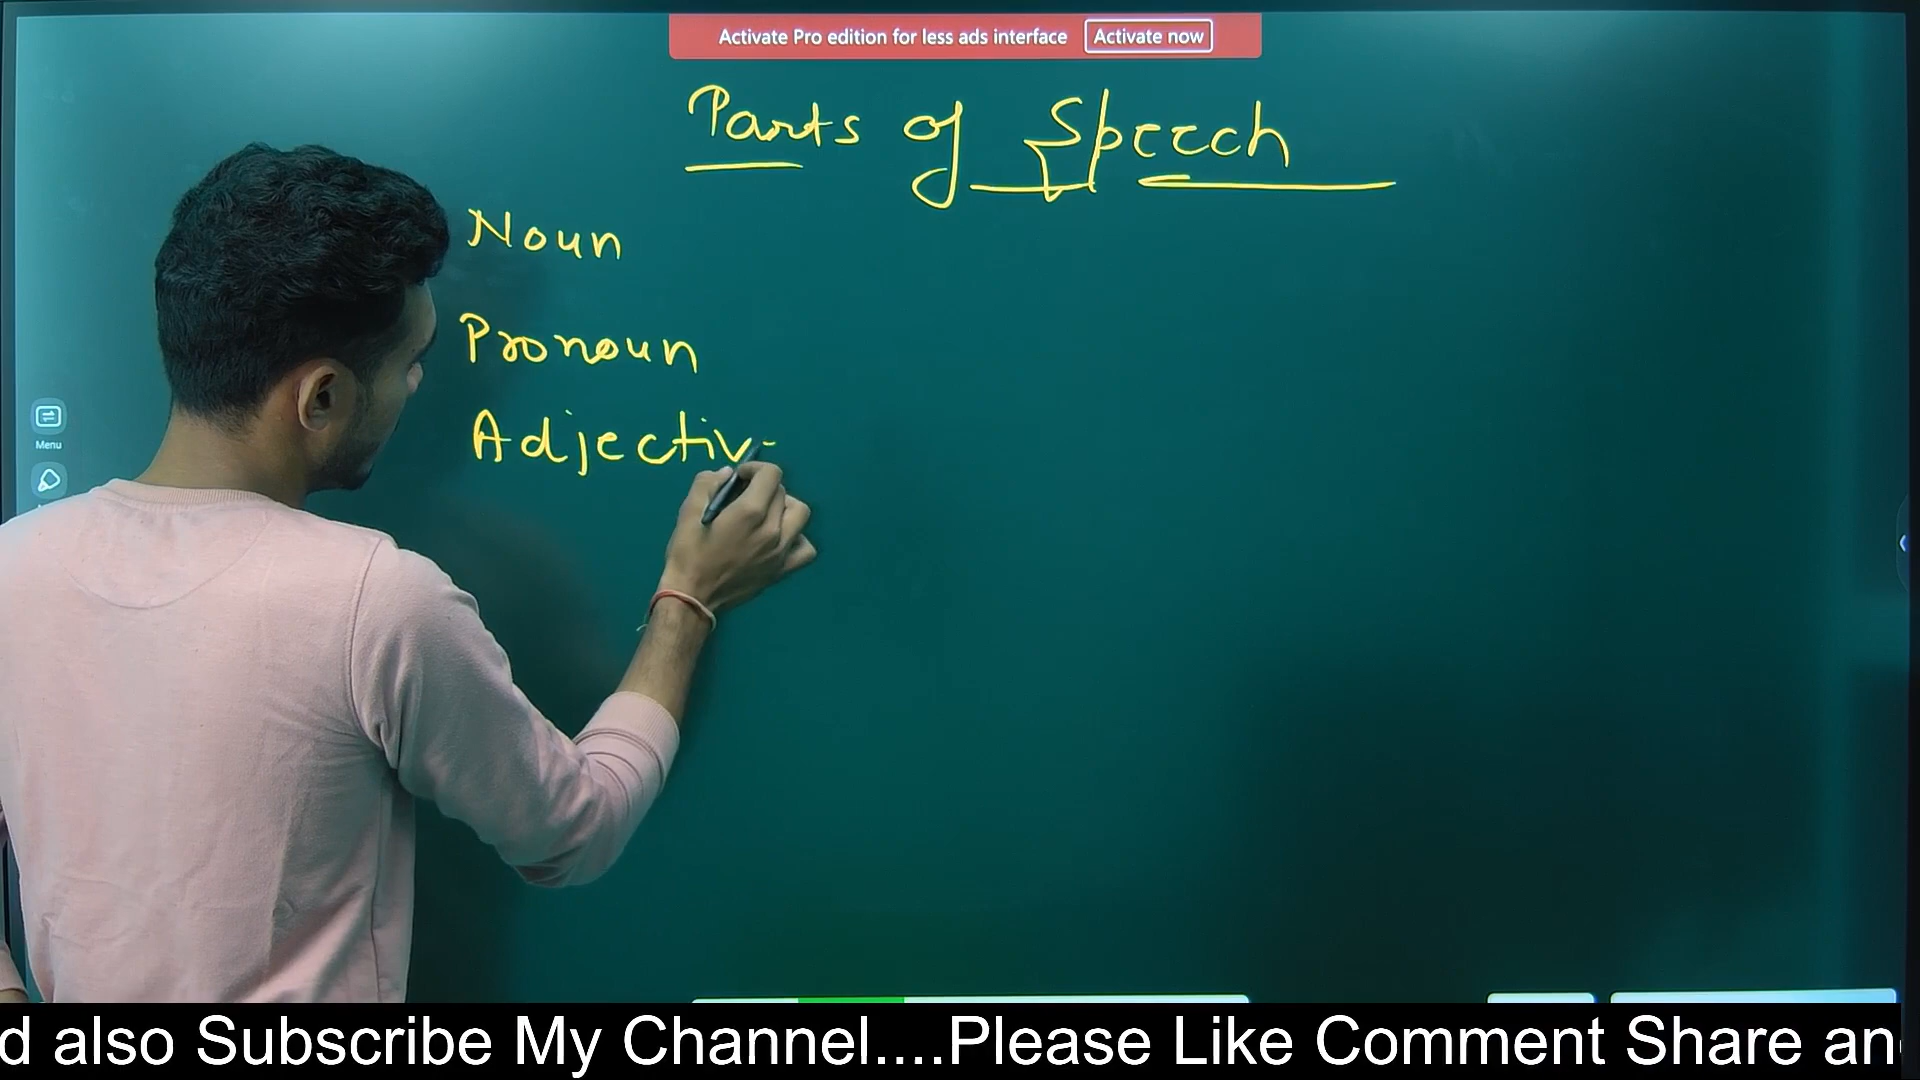 Activate Pro edition for less ads interface Activate now
Parts of Speech
Noun
Pronoun
Adjectiv
Menu
d also Subscribe My Channel....Please Like Comment Share an